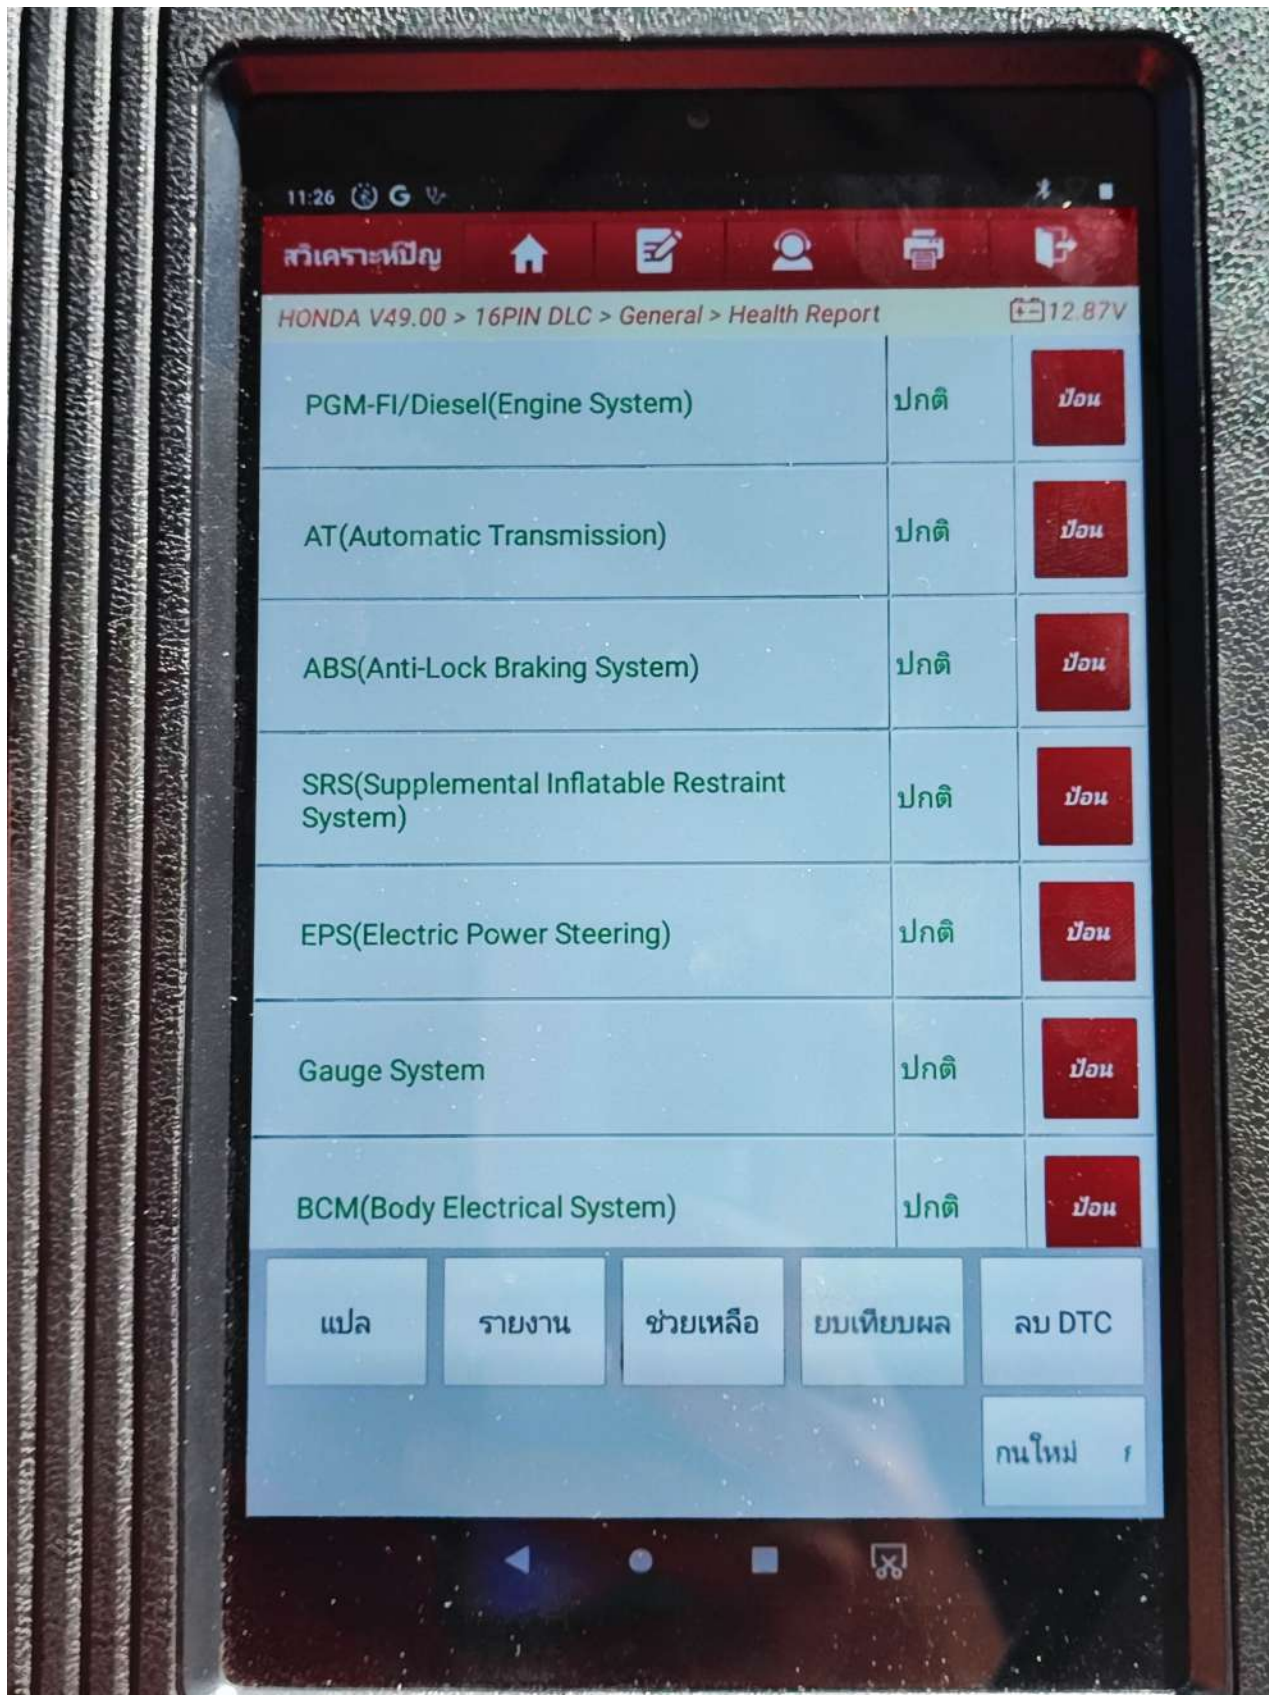 11:26 G
สวิเคราะห์ปัญ
HONDA V49.00 > 16PIN DLC > General > Health Report 12.87V
PGM-FI/Diesel(Engine System) ปกติ ป้อน
AT(Automatic Transmission) ปกติ ป้อน
ABS(Anti-Lock Braking System) ปกติ ป้อน
SRS(Supplemental Inflatable Restraint
System) ปกติ ป้อน
EPS(Electric Power Steering) ปกติ ป้อน
Gauge System ปกติ ป้อน
BCM(Body Electrical System) ปกติ ป้อน
แปล รายงาน ช่วยเหลือ ยบเทียบผล ลบ DTC
กนใหม่